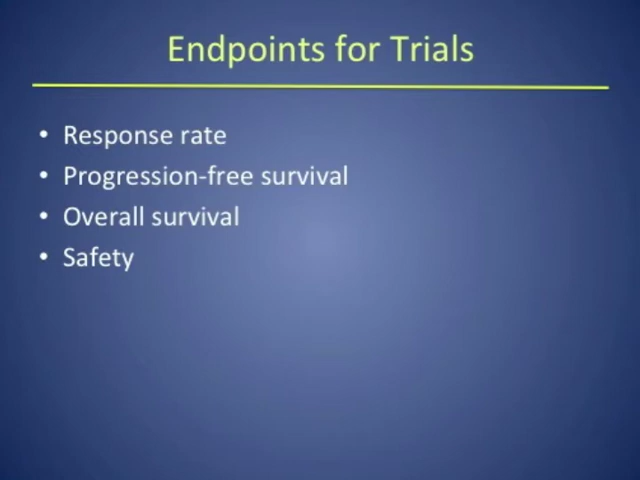 Endpoints for Trials
• Response rate
• Progression-free survival
• Overall survival
• Safety